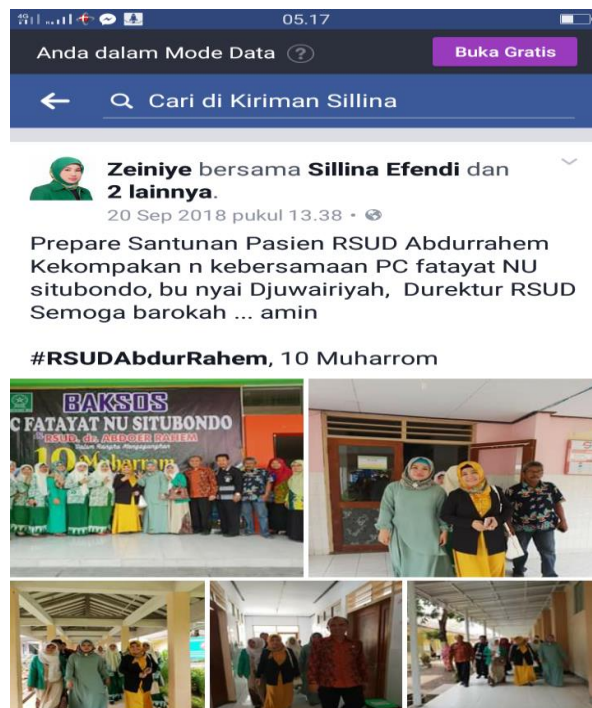 4G
05.17
Anda dalam Mode Data ?
Buka Gratis
Cari di Kiriman Sillina
Zeiniye bersama Sillina Efendi dan
2 lainnya.
20 Sep 2018 pukul 13.38 •
Prepare Santunan Pasien RSUD Abdurrahem
Kekompakan n kebersamaan PC fatayat NU
situbondo, bu nyai Djuwairiyah, Durektur RSUD
Semoga barokah ... amin
#RSUDAbdurRahem, 10 Muharrom
BAKSOS
C FATAYAT NU SITUBONDO
RSUD. dr. ABDOER RAHEM
10 Muharram